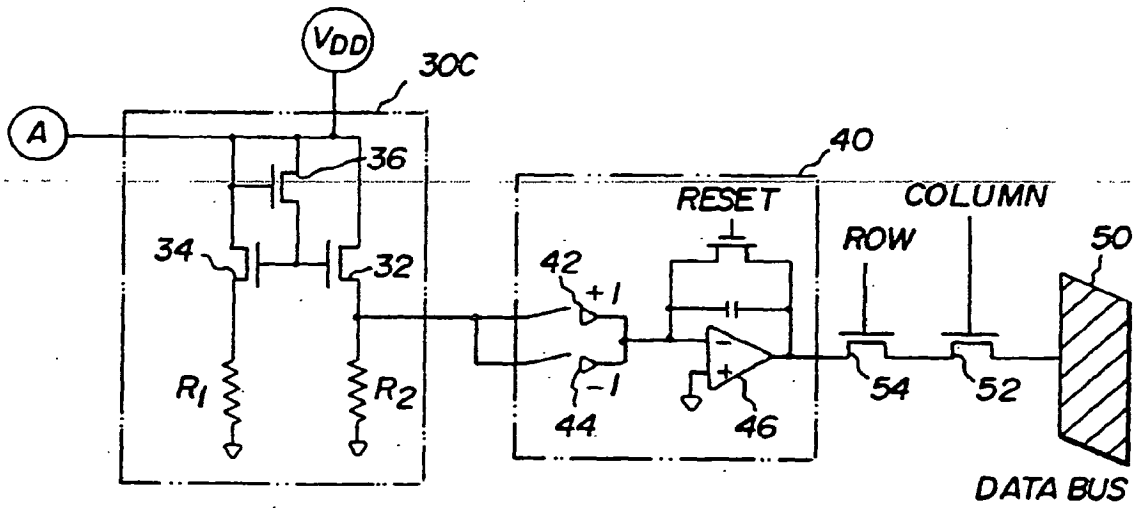 VDD
30C
A
36
40
RESET
COLUMN
ROW
50
34
32
42
+1
-
+
R1
R2
-1
44
46
54
52
DATA BUS